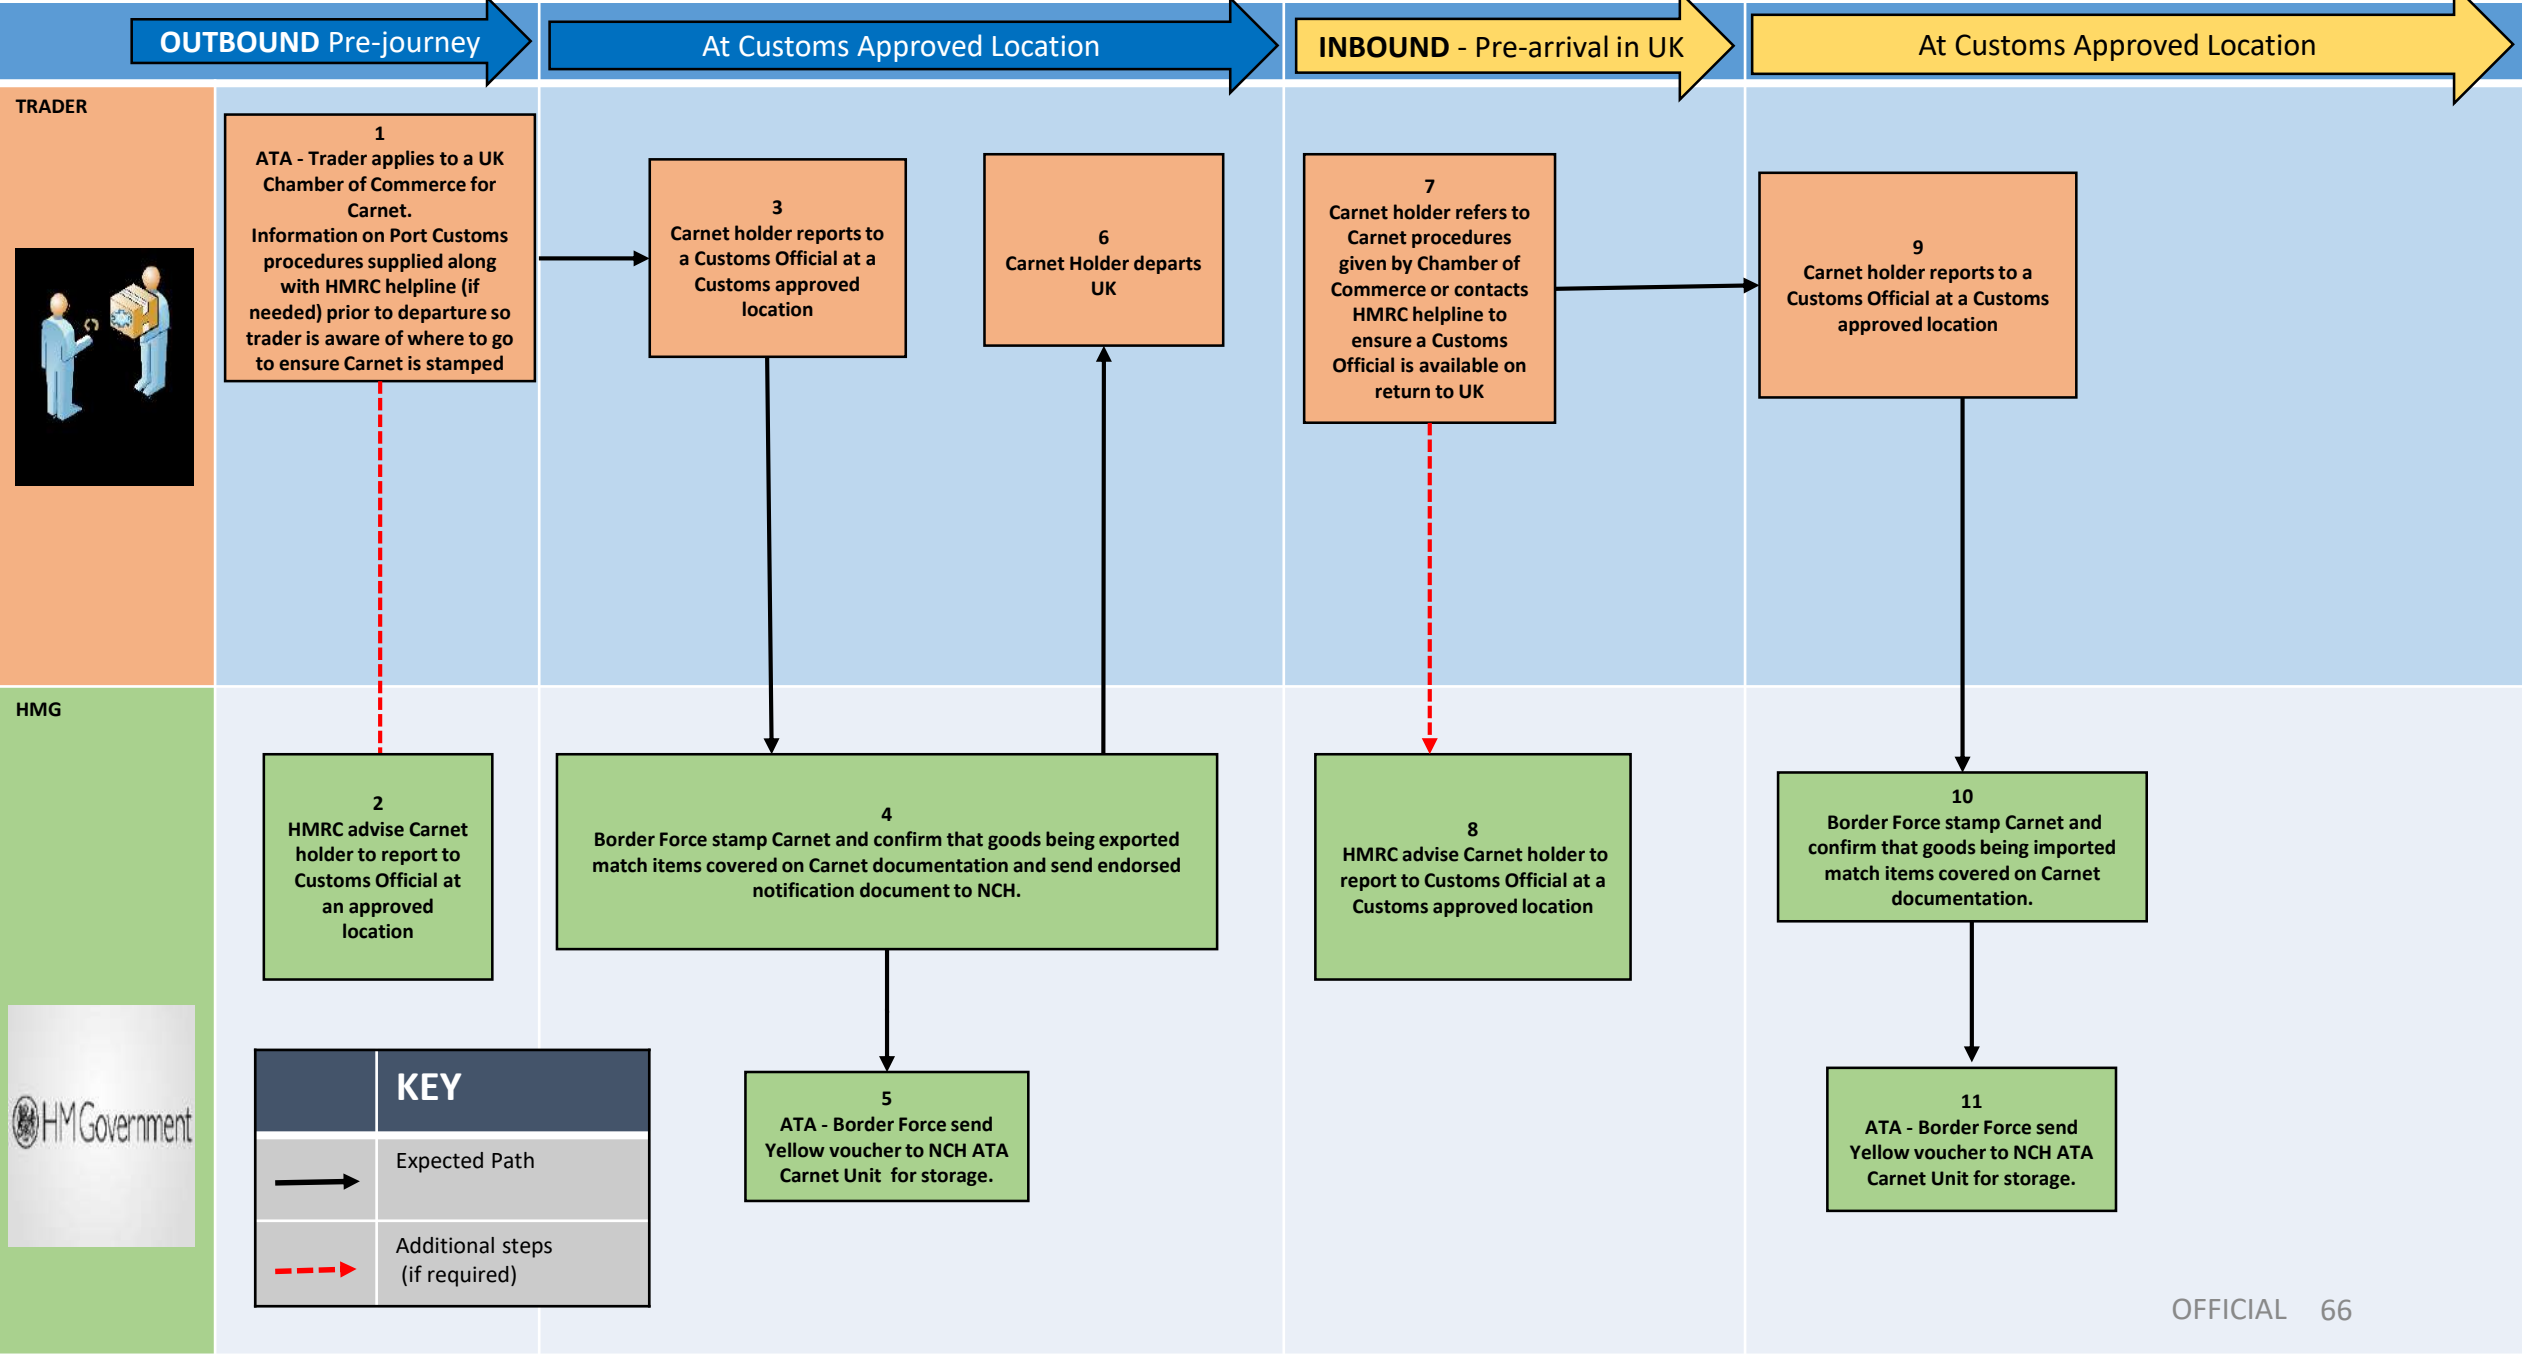 OUTBOUND Pre-journey
At Customs Approved Location
INBOUND - Pre-arrival in UK
At Customs Approved Location
TRADER
1
ATA - Trader applies to a UK
Chamber of Commerce for
Carnet.
Information on Port Customs
procedures supplied along
with HMRC helpline (if
needed) prior to departure so
trader is aware of where to go
to ensure Carnet is stamped
3
Carnet holder reports to
a Customs Official at a
Customs approved
location
6
Carnet Holder departs
UK
7
Carnet holder refers to
Carnet procedures
given by Chamber of
Commerce or contacts
HMRC helpline to
ensure a Customs
Official is available on
return to UK
9
Carnet holder reports to a
Customs Official at a Customs
approved location
HMG
2
HMRC advise Carnet
holder to report to
Customs Official at
an approved
location
4
Border Force stamp Carnet and confirm that goods being exported
match items covered on Carnet documentation and send endorsed
notification document to NCH.
8
HMRC advise Carnet holder to
report to Customs Official at a
Customs approved location
10
Border Force stamp Carnet and
confirm that goods being imported
match items covered on Carnet
documentation.
HM Government
5
ATA - Border Force send
Yellow voucher to NCH ATA
Carnet Unit for storage.
11
ATA - Border Force send
Yellow voucher to NCH ATA
Carnet Unit for storage.
KEY
Expected Path
Additional steps
(if required)
OFFICIAL 66